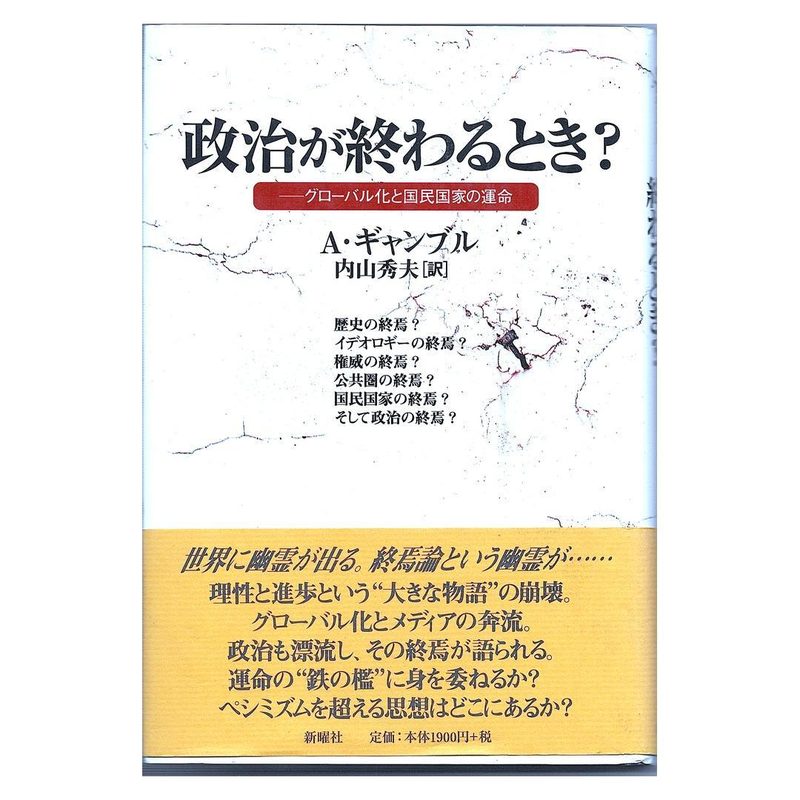 政治が終わるとき?
──グローバル化と国民国家の運命
A・ギャンブル
内山秀夫[訳]
歴史の終焉?
イデオロギーの終焉?
権威の終焉?
公共圏の終焉?
国民国家の終焉?
そして政治の終焉?
世界に幽霊が出る。終焉論という幽霊が……
理性と進歩という“大きな物語”の崩壊。
グローバル化とメディアの奔流。
政治も漂流し、その終焉が語られる。
運命の“鉄の檻”に身を委ねるか?
ペシミズムを超える思想はどこにあるか?
新曜社 定価:本体1900円+税